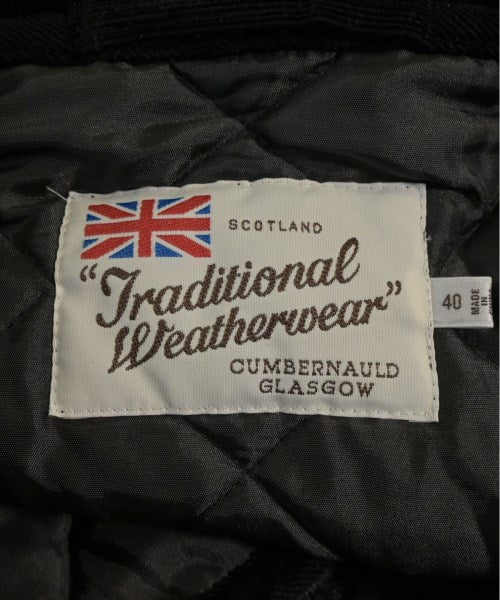 SCOTLAND
"Traditional
Weatherwear"
CUMBERNAULD
GLASGOW
40
MADE
IN